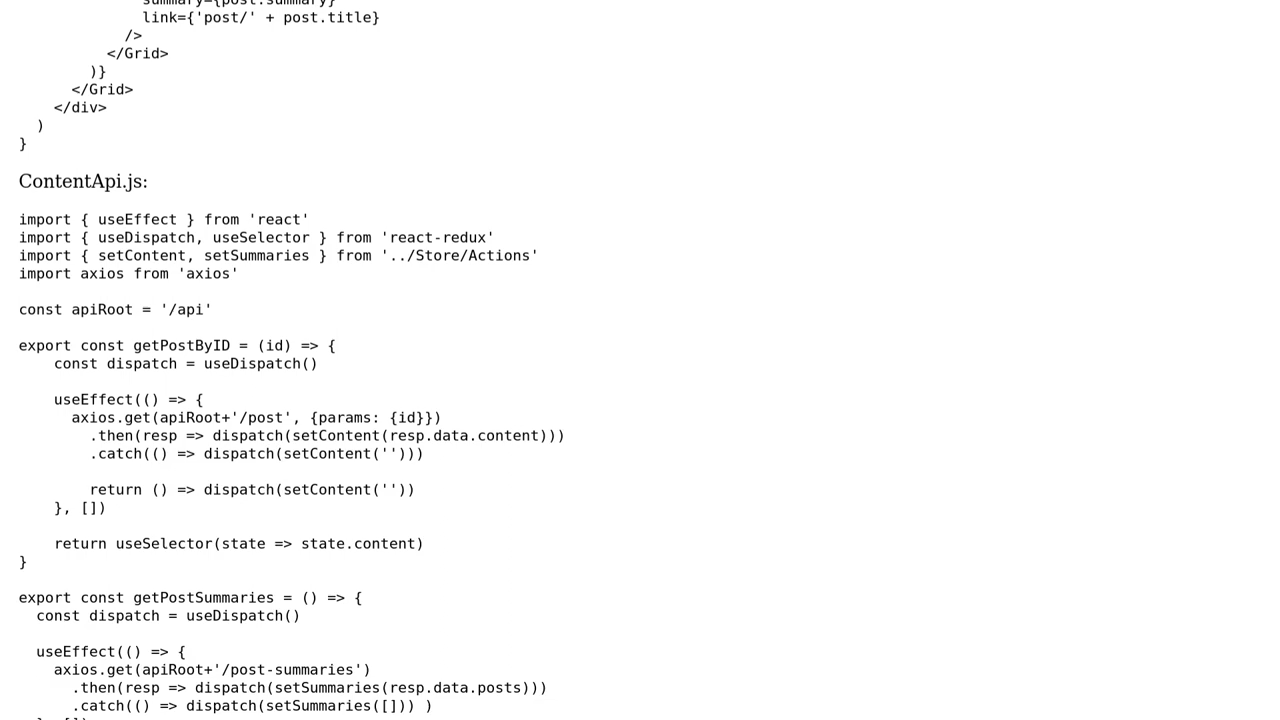 summary={post.summary}
link={'post/' + post.title}
/>
</Grid>
)}
</Grid>
</div>
)
}
ContentApi.js:
import { useEffect } from 'react'
import { useDispatch, useSelector } from 'react-redux'
import { setContent, setSummaries } from '../Store/Actions'
import axios from 'axios'
const apiRoot = '/api'
export const getPostByID = (id) => {
const dispatch = useDispatch()
useEffect(() => {
axios.get(apiRoot+'/post', {params: {id}})
.then(resp => dispatch(setContent(resp.data.content)))
.catch(() => dispatch(setContent('')))
return () => dispatch(setContent(''))
}, [])
return useSelector(state => state.content)
}
export const getPostSummaries = () => {
const dispatch = useDispatch()
useEffect(() => {
axios.get(apiRoot+'/post-summaries')
.then(resp => dispatch(setSummaries(resp.data.posts)))
.catch(() => dispatch(setSummaries([])) )
}, [])